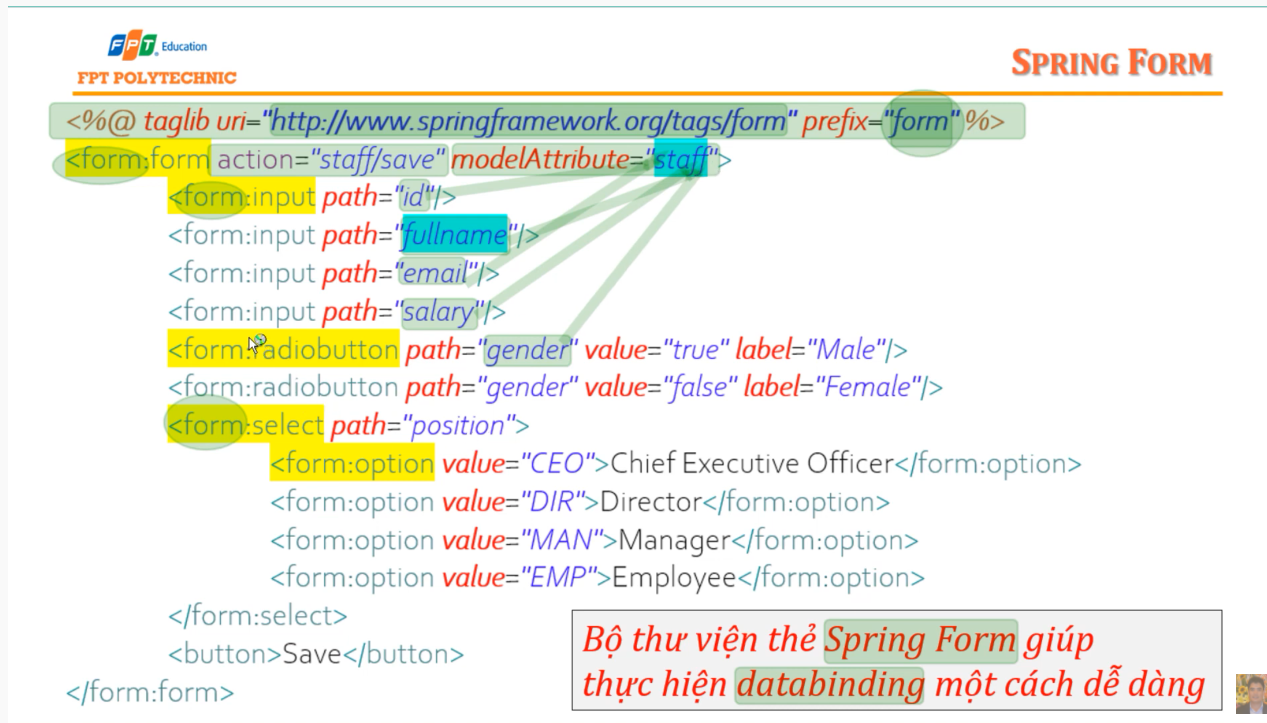 FPT Education
FPT POLYTECHNIC
SPRING FORM
<%@ taglib uri="http://www.springframework.org/tags/form" prefix="form"%>
<form:form action="staff/save" modelAttribute="staff">
<form:input path="id"/>
<form:input path="fullname"/>
<form:input path="email"/>
<form:input path="salary"/>
<form:radiobutton path="gender" value="true" label="Male"/>
<form:radiobutton path="gender" value="false" label="Female"/>
<form:select path="position">
<form:option value="CEO">Chief Executive Officer</form:option>
<form:option value="DIR">Director</form:option>
<form:option value="MAN">Manager</form:option>
<form:option value="EMP">Employee</form:option>
</form:select>
<button>Save</button>
</form:form>
Bộ thư viện thẻ Spring Form giúp
thực hiện databinding một cách dễ dàng